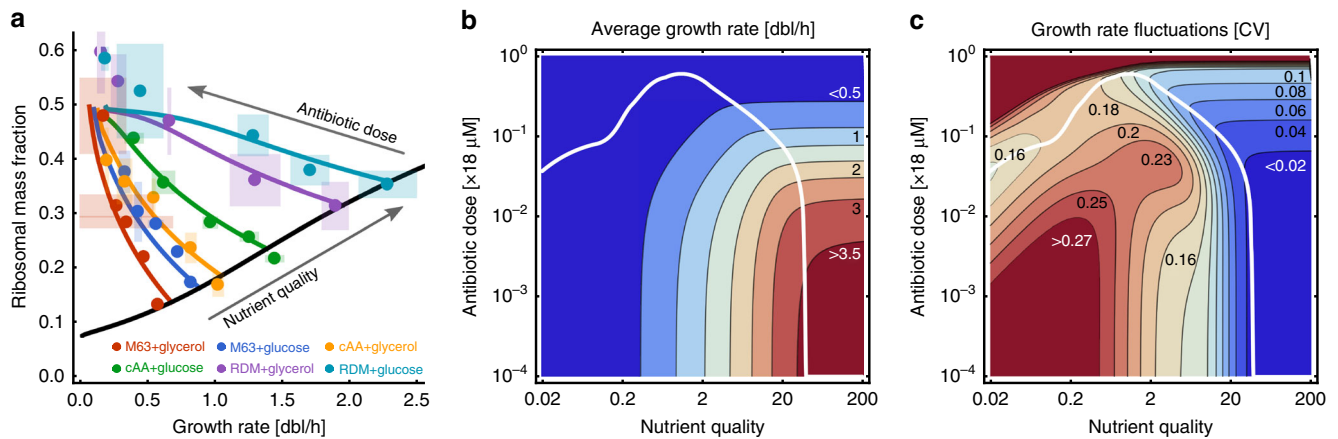 a
0.6
0.5
0.4
0.3
0.2
0.1
0.0
Ribosomal mass fraction
Antibiotic dose
Nutrient quality
M63+glycerol M63+glucose cAA+glycerol
cAA+glucose RDM+glycerol RDM+glucose
0.0 0.5 1.0 1.5 2.0 2.5
Growth rate [dbl/h]
b
Average growth rate [dbl/h]
10⁰
10⁻¹
10⁻²
10⁻³
10⁻⁴
Antibiotic dose [×18 μM]
<0.5
1
2
3
>3.5
0.02 0.2 2 20 200
Nutrient quality
c
Growth rate fluctuations [CV]
10⁰
10⁻¹
10⁻²
10⁻³
10⁻⁴
Antibiotic dose [×18 μM]
0.1
0.08
0.06
0.04
<0.02
0.18
0.2
0.16
0.23
0.25
>0.27
0.16
0.02 0.2 2 20 200
Nutrient quality